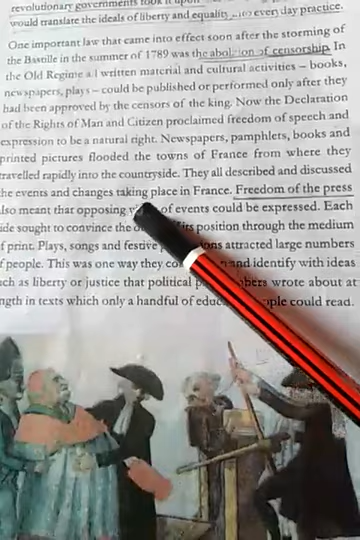 revolutionary governments took it upon
would translate the ideals of liberty and equality into everyday practice.
One important law that came into effect soon after the storming of
the Bastille in the summer of 1789 was the abolition of censorship. In
the Old Regime all written material and cultural activities – books,
newspapers, plays – could be published or performed only after they
had been approved by the censors of the king. Now the Declaration
of the Rights of Man and Citizen proclaimed freedom of speech and
expression to be a natural right. Newspapers, pamphlets, books and
printed pictures flooded the towns of France from where they
travelled rapidly into the countryside. They all described and discussed
the events and changes taking place in France. Freedom of the press
also meant that opposing of events could be expressed. Each
side sought to convince the its position through the medium
of print. Plays, songs and festive attracted large numbers
of people. This was one way they and identify with ideas
such as liberty or justice that political wrote about at
length in texts which only a handful of people could read.